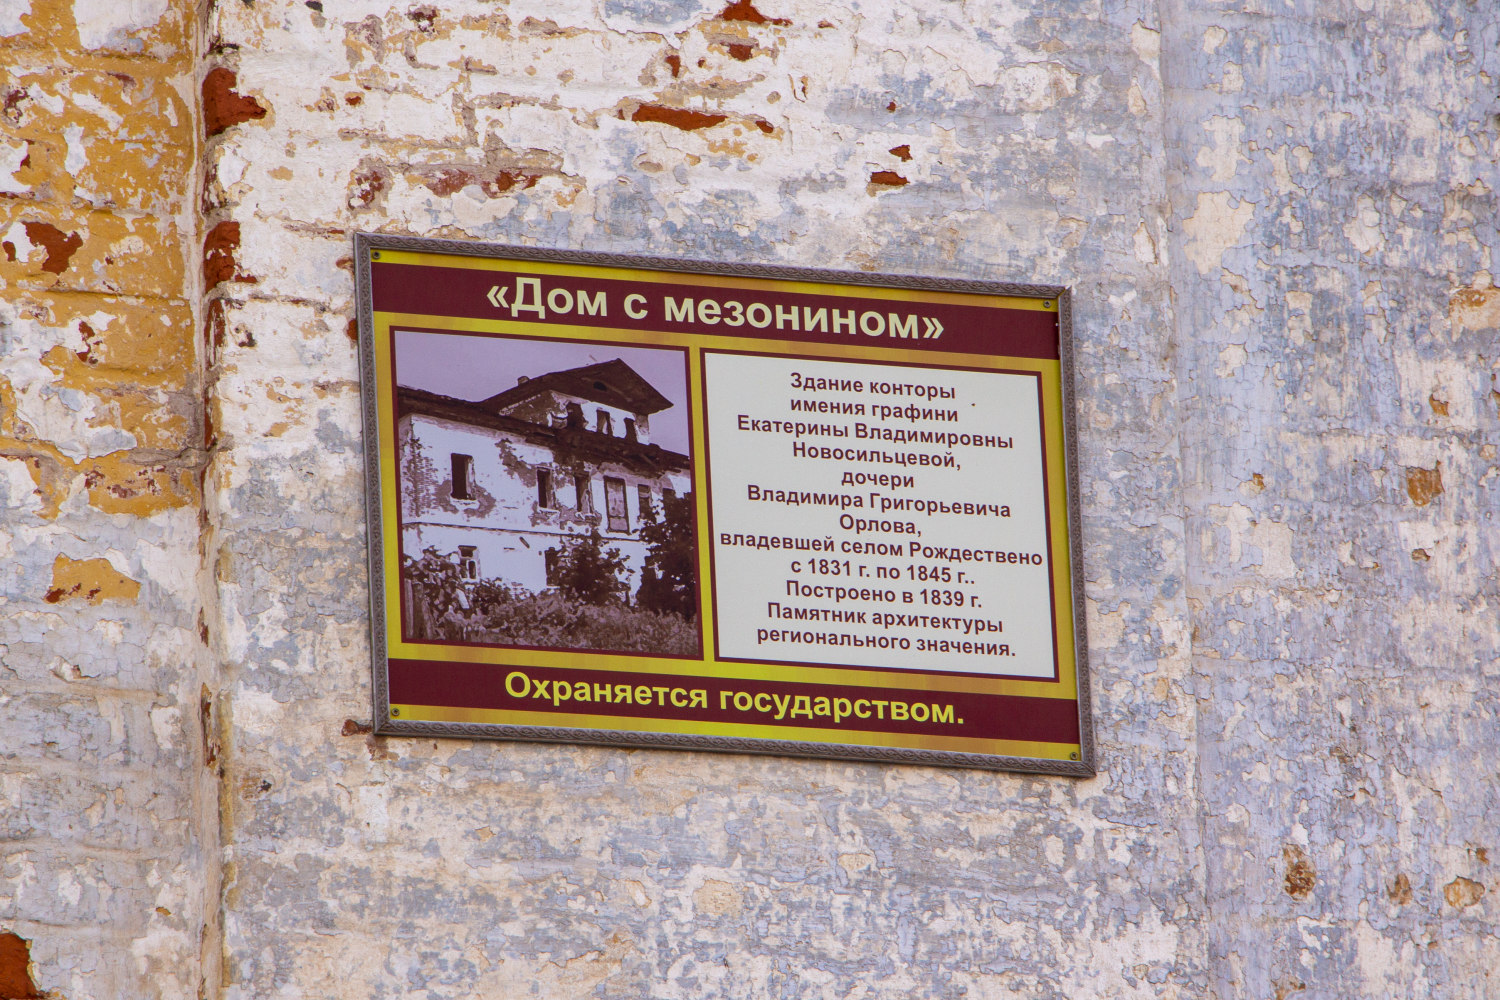 «Дом с мезонином»
Здание конторы
имения графини
Екатерины Владимировны
Новосильцевой,
дочери
Владимира Григорьевича
Орлова,
владевшей селом Рождествено
с 1831 г. по 1845 г..
Построено в 1839 г.
Памятник архитектуры
регионального значения.
Охраняется государством.